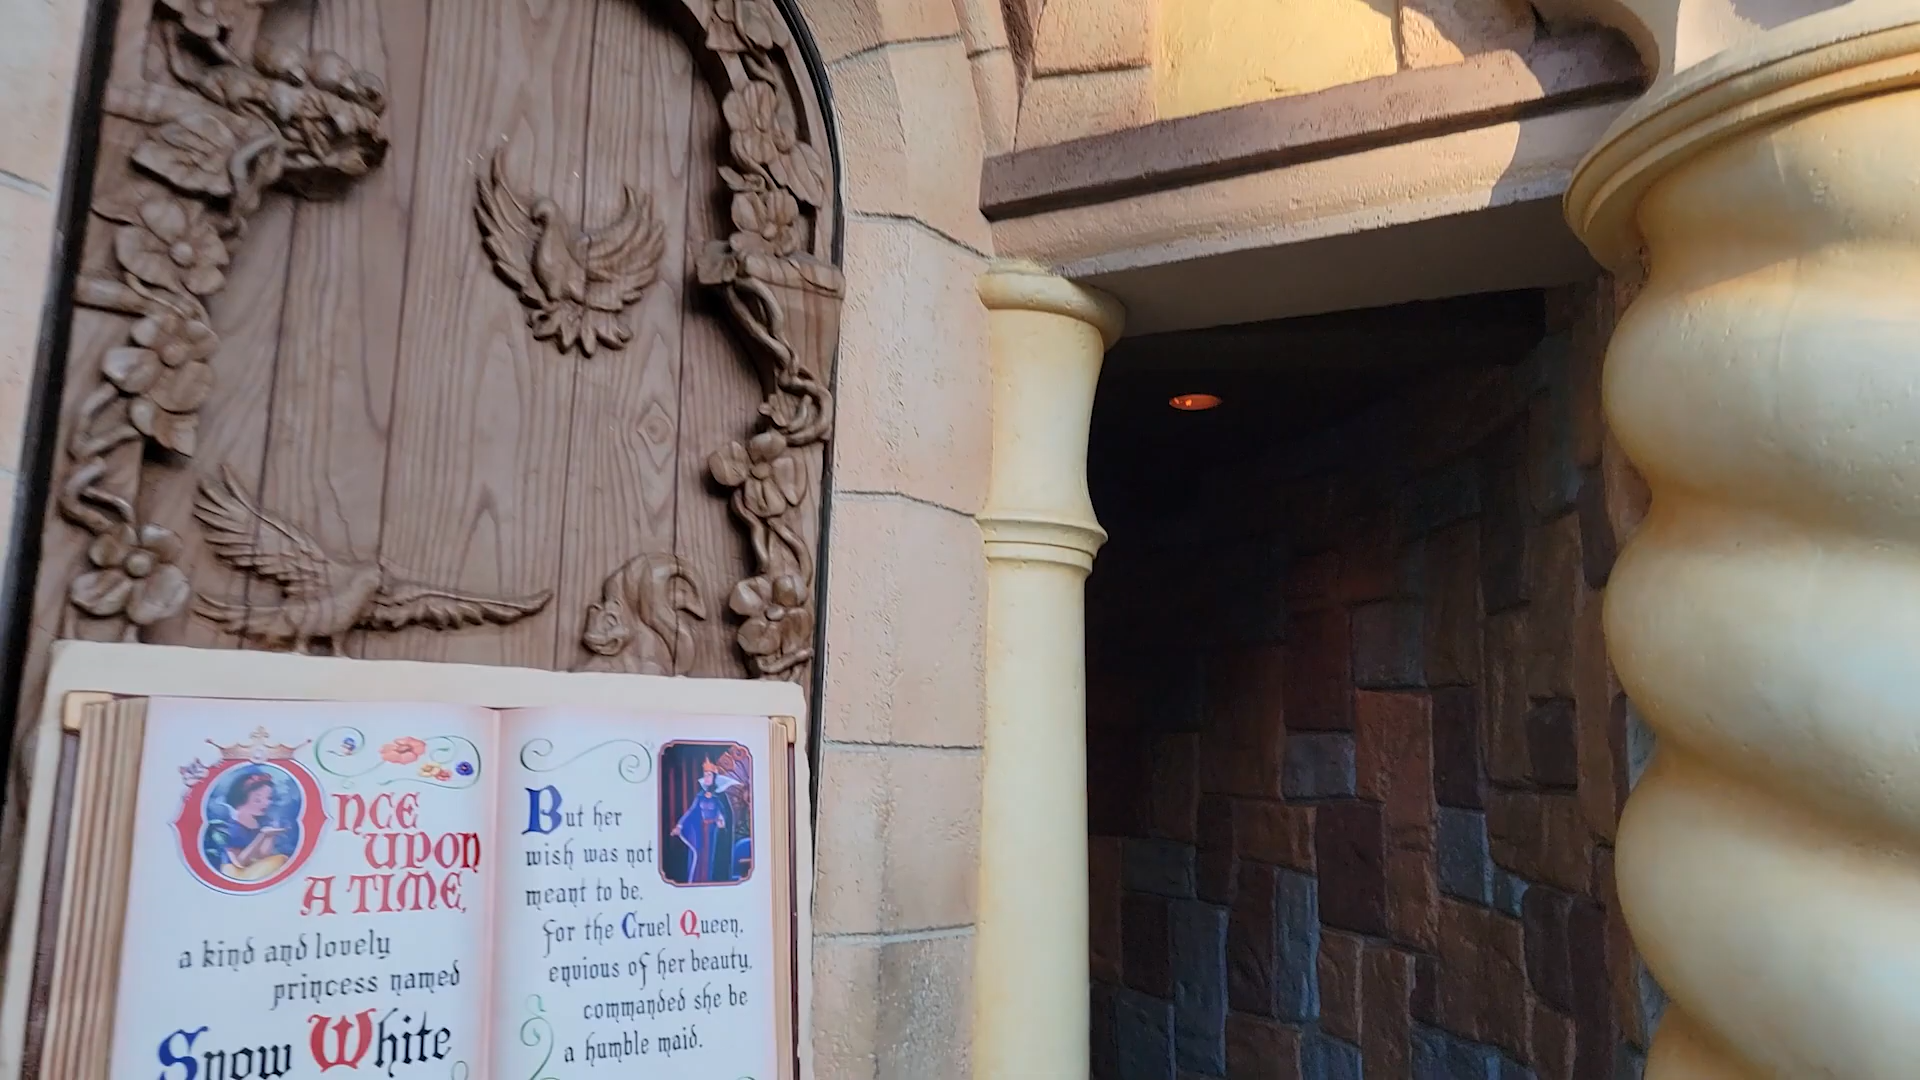 ONCE
UPON
A TIME,
a kind and lovely
princess named
Snow White
But her
wish was not
meant to be.
For the Cruel Queen,
envious of her beauty,
commanded she be
a humble maid.